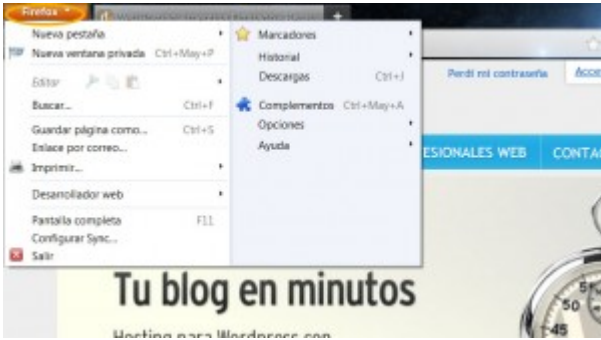 Firefox
Nueva pestaña
Nueva ventana privada Ctrl+May+P
Editar
Buscar... Ctrl+F
Guardar página como... Ctrl+S
Enlace por correo...
Imprimir...
Desarrollador web
Pantalla completa F11
Configurar Sync...
Salir
Marcadores
Historial
Descargas Ctrl+J
Complementos Ctrl+May+A
Opciones
Ayuda
Perdí mi contraseña Acce
ESIONALES WEB CONTA
Tu blog en minutos
Hosting para Wordpress con
50
45